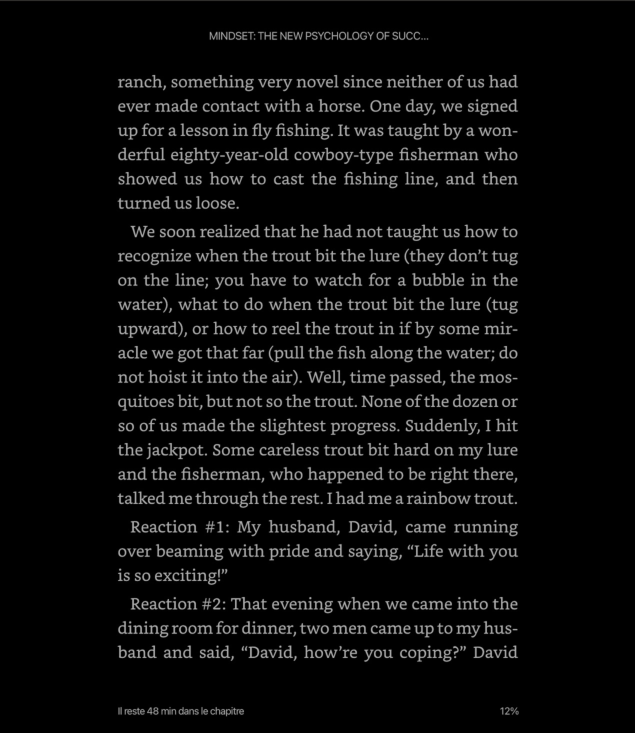 MINDSET: THE NEW PSYCHOLOGY OF SUCC...
ranch, something very novel since neither of us had
ever made contact with a horse. One day, we signed
up for a lesson in fly fishing. It was taught by a won-
derful eighty-year-old cowboy-type fisherman who
showed us how to cast the fishing line, and then
turned us loose.
We soon realized that he had not taught us how to
recognize when the trout bit the lure (they don’t tug
on the line; you have to watch for a bubble in the
water), what to do when the trout bit the lure (tug
upward), or how to reel the trout in if by some mir-
acle we got that far (pull the fish along the water; do
not hoist it into the air). Well, time passed, the mos-
quitoes bit, but not so the trout. None of the dozen or
so of us made the slightest progress. Suddenly, I hit
the jackpot. Some careless trout bit hard on my lure
and the fisherman, who happened to be right there,
talked me through the rest. I had me a rainbow trout.
Reaction #1: My husband, David, came running
over beaming with pride and saying, “Life with you
is so exciting!”
Reaction #2: That evening when we came into the
dining room for dinner, two men came up to my hus-
band and said, “David, how’re you coping?” David
Il reste 48 min dans le chapitre
12%